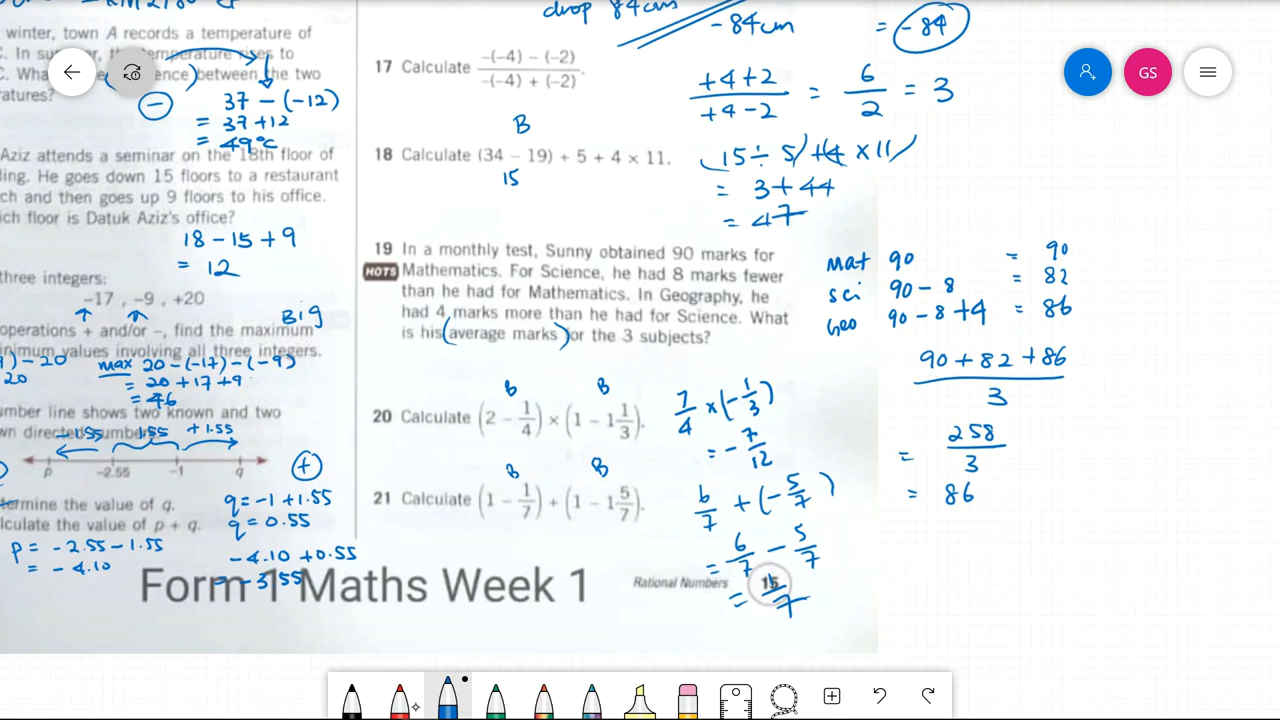 drop 84cm
-84cm
= -84
winter, town A records a temperature of
C. In su the temperature rises to
C. Wha ence between the two
atures?
37 - (-12)
= 37+12
= 49°C
Aziz attends a seminar on the 18th floor of
ling. He goes down 15 floors to a restaurant
ch and then goes up 9 floors to his office.
ich floor is Datuk Aziz's office?
18 - 15 + 9
= 12
three integers:
-17 , -9 , +20
Big
operations + and/or –, find the maximum
nimum values involving all three integers.
) - 20
20
max 20 - (-17) - (-9)
= 20 + 17 + 9
= 46
umber line shows two known and two
wn directed numbers.
-1.55 1.55 +1.55
p -2.55 -1 q
+
termine the value of q.
lculate the value of p + q.
q = -1 + 1.55
q = 0.55
p = -2.55 - 1.55
= -4.10
-4.10 + 0.55
= -3.55
17 Calculate –(–4) – (–2) / –(–4) + (–2).
+4+2 / +4-2 = 6/2 = 3
B
18 Calculate (34 – 19) ÷ 5 + 4 × 11.
15
(15 ÷ 5) + (4 × 11)
= 3 + 44
= 47
19 In a monthly test, Sunny obtained 90 marks for
HOTS Mathematics. For Science, he had 8 marks fewer
than he had for Mathematics. In Geography, he
had 4 marks more than he had for Science. What
is his (average marks) for the 3 subjects?
mat 90 = 90
sci 90 - 8 = 82
Geo 90 - 8 + 4 = 86
90 + 82 + 86 / 3
= 258/3
= 86
B B
20 Calculate (2 – 1/4) × (1 – 1 1/3).
7/4 × (-1/3)
= -7/12
B B
21 Calculate (1 – 1/7) + (1 – 1 5/7).
6/7 + (-5/7)
= 6/7 - 5/7
= 1/7
Form 1 Maths Week 1
Rational Numbers 15
GS